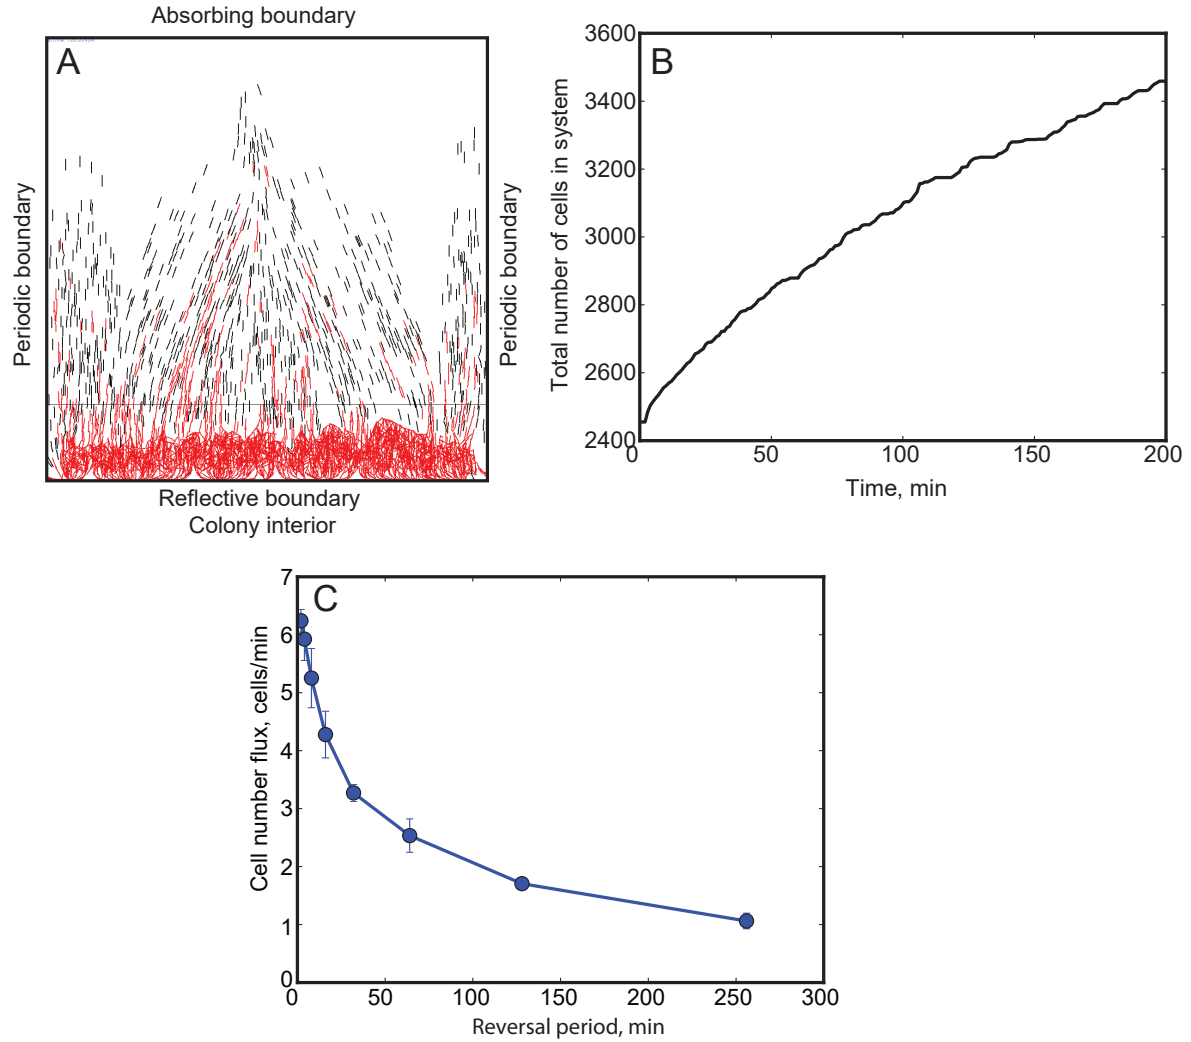 Absorbing boundary
A
Periodic boundary
Periodic boundary
Reflective boundary
Colony interior
B
Total number of cells in system
3600
3400
3200
3000
2800
2600
2400
0
50
100
150
200
Time, min
C
Cell number flux, cells/min
7
6
5
4
3
2
1
0
0
50
100
150
200
250
300
Reversal period, min